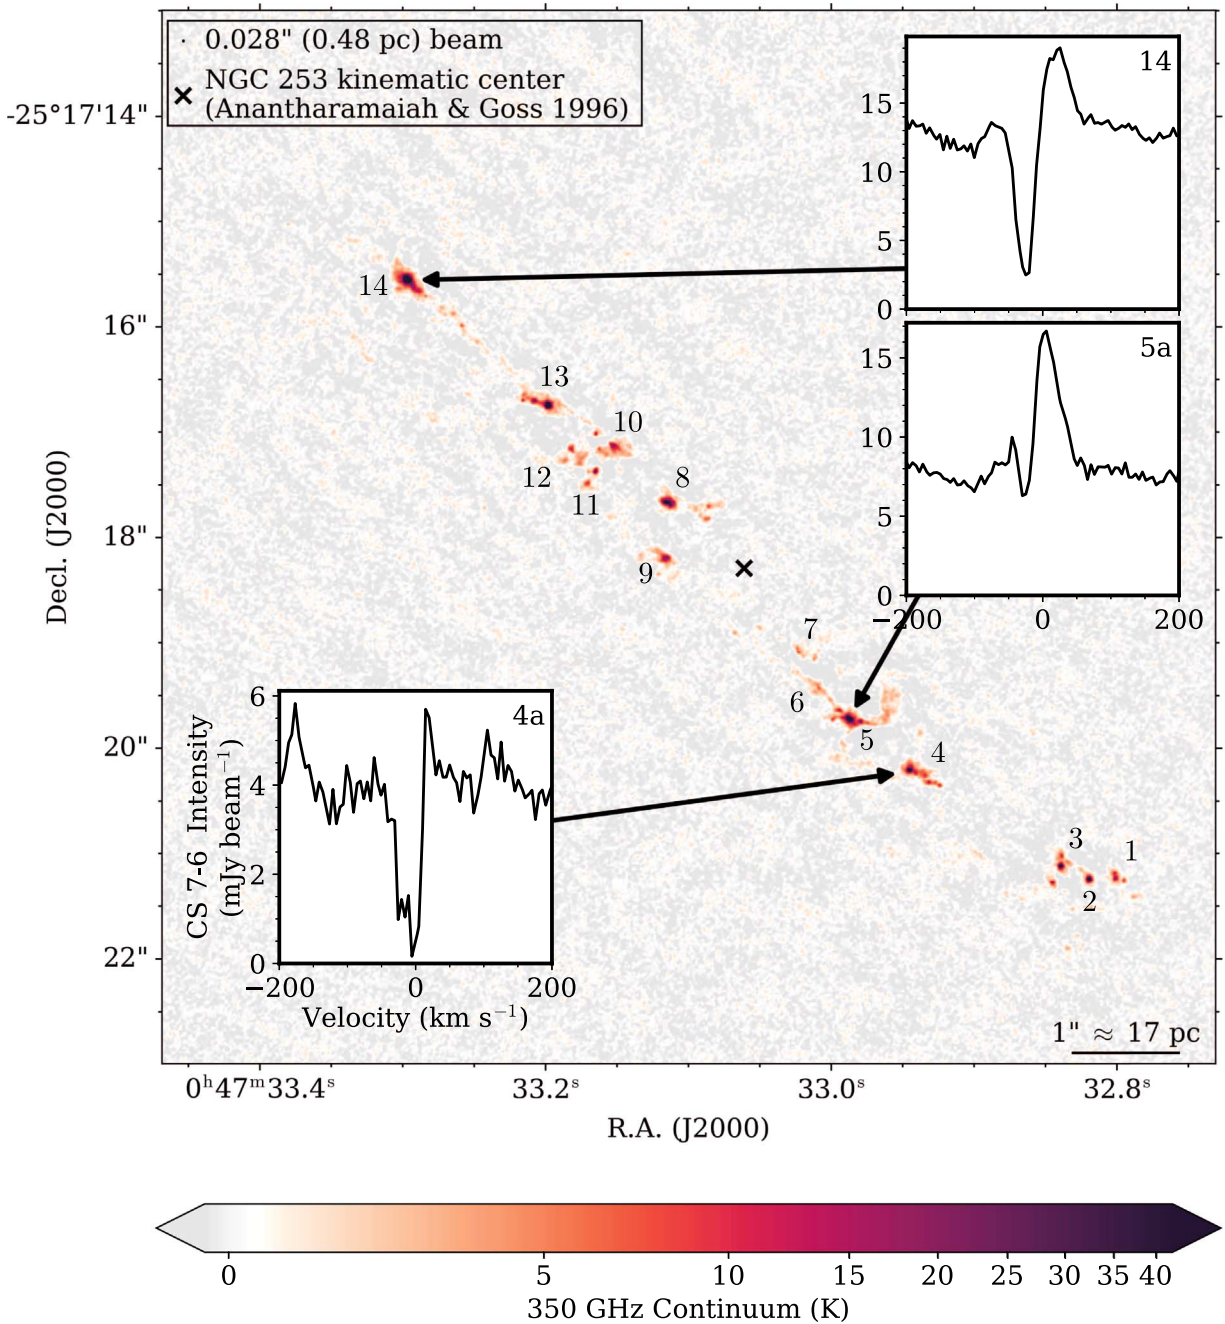 0.028" (0.48 pc) beam
NGC 253 kinematic center
(Anantharamaiah & Goss 1996)
14
15
10
5
0
5a
15
10
5
0
−200 0 200
-25°17'14"
16"
18"
20"
22"
Decl. (J2000)
14
13
10
12
11
8
9
7
6
5
4
3
1
2
4a
6
4
2
0
CS 7-6 Intensity
(mJy beam⁻¹)
−200 0 200
Velocity (km s⁻¹)
1" ≈ 17 pc
0ʰ47ᵐ33.4ˢ 33.2ˢ 33.0ˢ 32.8ˢ
R.A. (J2000)
0 5 10 15 20 25 30 35 40
350 GHz Continuum (K)